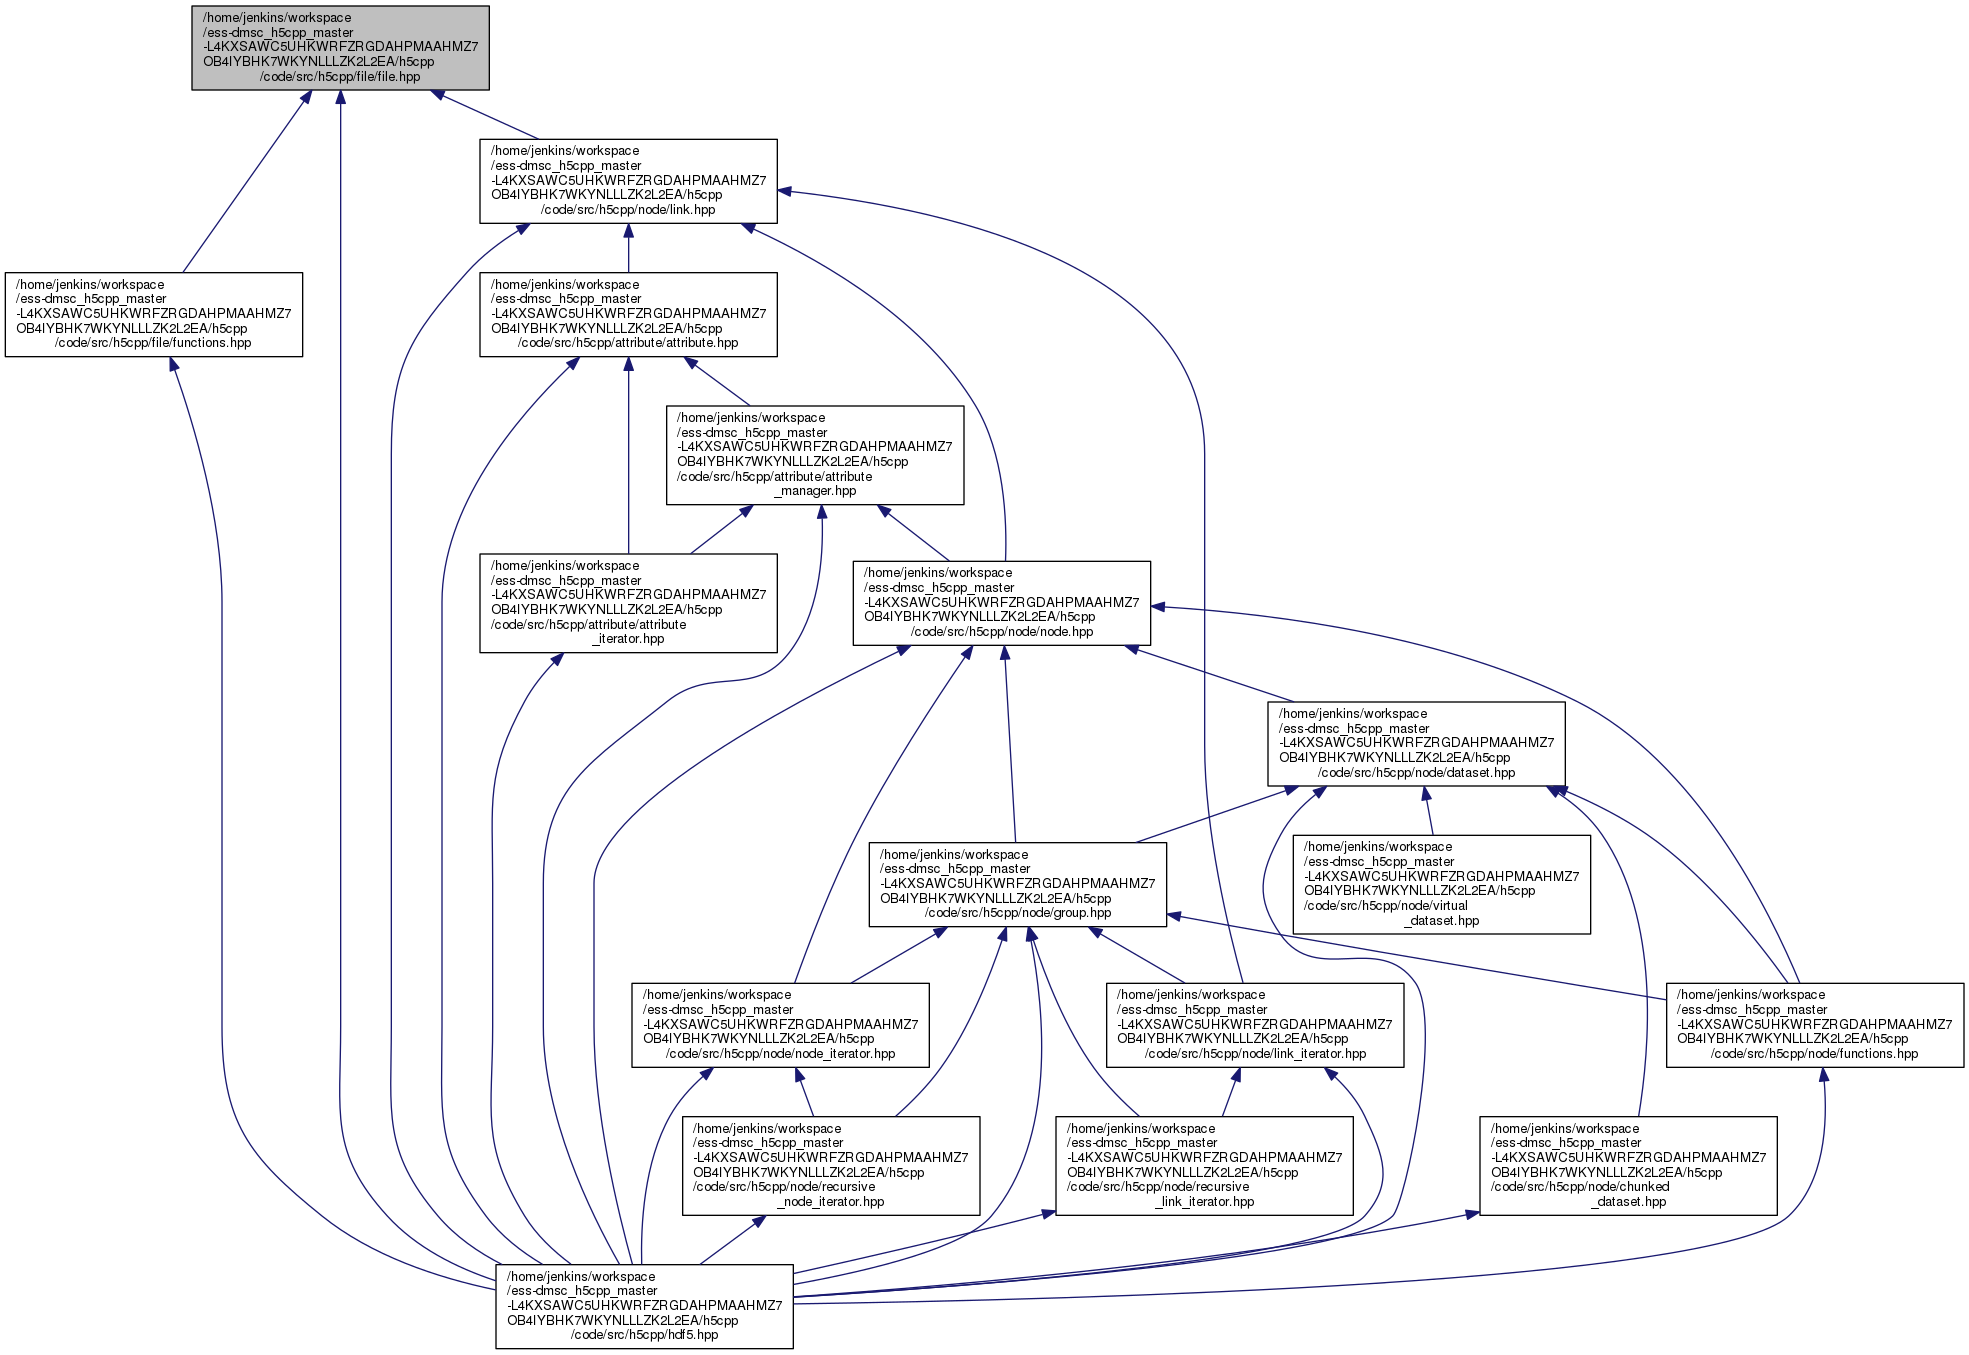 /home/jenkins/workspace
/ess-dmsc_h5cpp_master
-L4KXSAWC5UHKWRFZRGDAHPMAAHMZ7
OB4IYBHK7WKYNLLLZK2L2EA/h5cpp
/code/src/h5cpp/file/file.hpp
/home/jenkins/workspace
/ess-dmsc_h5cpp_master
-L4KXSAWC5UHKWRFZRGDAHPMAAHMZ7
OB4IYBHK7WKYNLLLZK2L2EA/h5cpp
/code/src/h5cpp/node/link.hpp
/home/jenkins/workspace
/ess-dmsc_h5cpp_master
-L4KXSAWC5UHKWRFZRGDAHPMAAHMZ7
OB4IYBHK7WKYNLLLZK2L2EA/h5cpp
/code/src/h5cpp/file/functions.hpp
/home/jenkins/workspace
/ess-dmsc_h5cpp_master
-L4KXSAWC5UHKWRFZRGDAHPMAAHMZ7
OB4IYBHK7WKYNLLLZK2L2EA/h5cpp
/code/src/h5cpp/attribute/attribute.hpp
/home/jenkins/workspace
/ess-dmsc_h5cpp_master
-L4KXSAWC5UHKWRFZRGDAHPMAAHMZ7
OB4IYBHK7WKYNLLLZK2L2EA/h5cpp
/code/src/h5cpp/attribute/attribute
_manager.hpp
/home/jenkins/workspace
/ess-dmsc_h5cpp_master
-L4KXSAWC5UHKWRFZRGDAHPMAAHMZ7
OB4IYBHK7WKYNLLLZK2L2EA/h5cpp
/code/src/h5cpp/attribute/attribute
_iterator.hpp
/home/jenkins/workspace
/ess-dmsc_h5cpp_master
-L4KXSAWC5UHKWRFZRGDAHPMAAHMZ7
OB4IYBHK7WKYNLLLZK2L2EA/h5cpp
/code/src/h5cpp/node/node.hpp
/home/jenkins/workspace
/ess-dmsc_h5cpp_master
-L4KXSAWC5UHKWRFZRGDAHPMAAHMZ7
OB4IYBHK7WKYNLLLZK2L2EA/h5cpp
/code/src/h5cpp/node/dataset.hpp
/home/jenkins/workspace
/ess-dmsc_h5cpp_master
-L4KXSAWC5UHKWRFZRGDAHPMAAHMZ7
OB4IYBHK7WKYNLLLZK2L2EA/h5cpp
/code/src/h5cpp/node/virtual
_dataset.hpp
/home/jenkins/workspace
/ess-dmsc_h5cpp_master
-L4KXSAWC5UHKWRFZRGDAHPMAAHMZ7
OB4IYBHK7WKYNLLLZK2L2EA/h5cpp
/code/src/h5cpp/node/group.hpp
/home/jenkins/workspace
/ess-dmsc_h5cpp_master
-L4KXSAWC5UHKWRFZRGDAHPMAAHMZ7
OB4IYBHK7WKYNLLLZK2L2EA/h5cpp
/code/src/h5cpp/node/node_iterator.hpp
/home/jenkins/workspace
/ess-dmsc_h5cpp_master
-L4KXSAWC5UHKWRFZRGDAHPMAAHMZ7
OB4IYBHK7WKYNLLLZK2L2EA/h5cpp
/code/src/h5cpp/node/link_iterator.hpp
/home/jenkins/workspace
/ess-dmsc_h5cpp_master
-L4KXSAWC5UHKWRFZRGDAHPMAAHMZ7
OB4IYBHK7WKYNLLLZK2L2EA/h5cpp
/code/src/h5cpp/node/functions.hpp
/home/jenkins/workspace
/ess-dmsc_h5cpp_master
-L4KXSAWC5UHKWRFZRGDAHPMAAHMZ7
OB4IYBHK7WKYNLLLZK2L2EA/h5cpp
/code/src/h5cpp/node/recursive
_node_iterator.hpp
/home/jenkins/workspace
/ess-dmsc_h5cpp_master
-L4KXSAWC5UHKWRFZRGDAHPMAAHMZ7
OB4IYBHK7WKYNLLLZK2L2EA/h5cpp
/code/src/h5cpp/node/recursive
_link_iterator.hpp
/home/jenkins/workspace
/ess-dmsc_h5cpp_master
-L4KXSAWC5UHKWRFZRGDAHPMAAHMZ7
OB4IYBHK7WKYNLLLZK2L2EA/h5cpp
/code/src/h5cpp/node/chunked
_dataset.hpp
/home/jenkins/workspace
/ess-dmsc_h5cpp_master
-L4KXSAWC5UHKWRFZRGDAHPMAAHMZ7
OB4IYBHK7WKYNLLLZK2L2EA/h5cpp
/code/src/h5cpp/hdf5.hpp